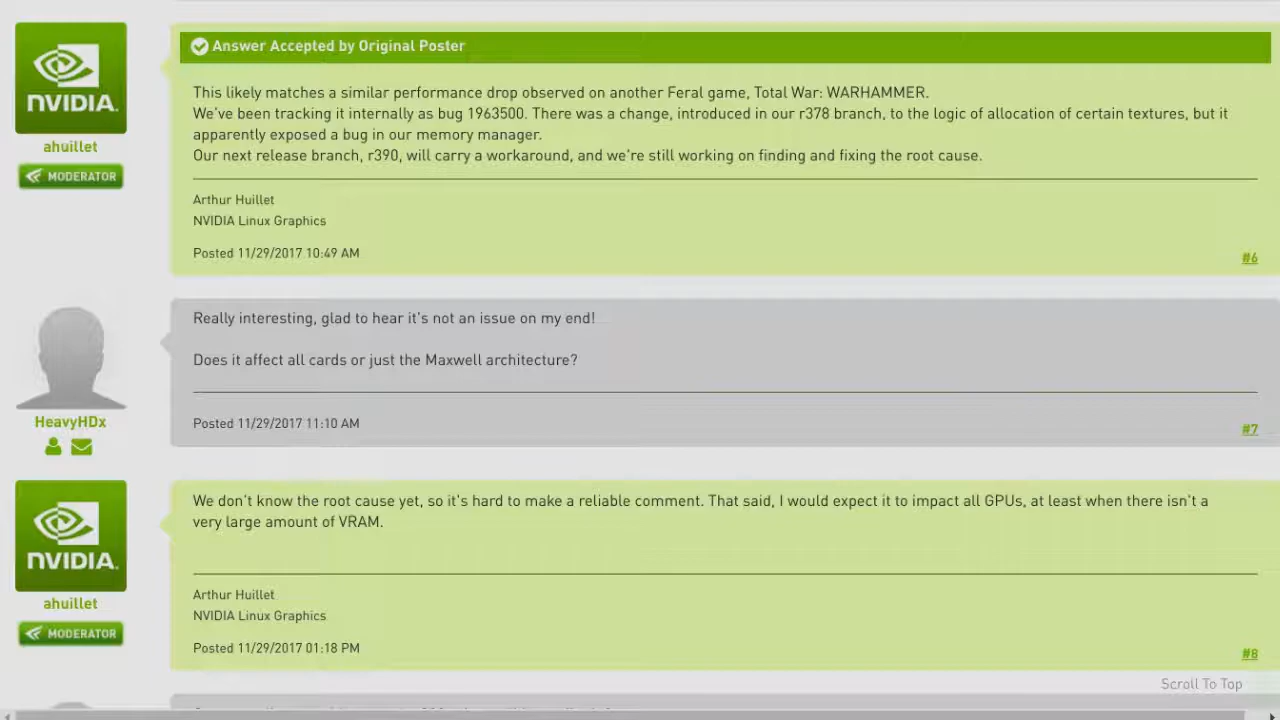 Answer Accepted by Original Poster
NVIDIA.
ahuillet
MODERATOR
This likely matches a similar performance drop observed on another Feral game, Total War: WARHAMMER.
We've been tracking it internally as bug 1963500. There was a change, introduced in our r378 branch, to the logic of allocation of certain textures, but it
apparently exposed a bug in our memory manager.
Our next release branch, r390, will carry a workaround, and we're still working on finding and fixing the root cause.
Arthur Huillet
NVIDIA Linux Graphics
Posted 11/29/2017 10:49 AM
#6
Really interesting, glad to hear it's not an issue on my end!
Does it affect all cards or just the Maxwell architecture?
HeavyHDx
Posted 11/29/2017 11:10 AM
#7
NVIDIA.
ahuillet
MODERATOR
We don't know the root cause yet, so it's hard to make a reliable comment. That said, I would expect it to impact all GPUs, at least when there isn't a
very large amount of VRAM.
Arthur Huillet
NVIDIA Linux Graphics
Posted 11/29/2017 01:18 PM
#8
Scroll To Top